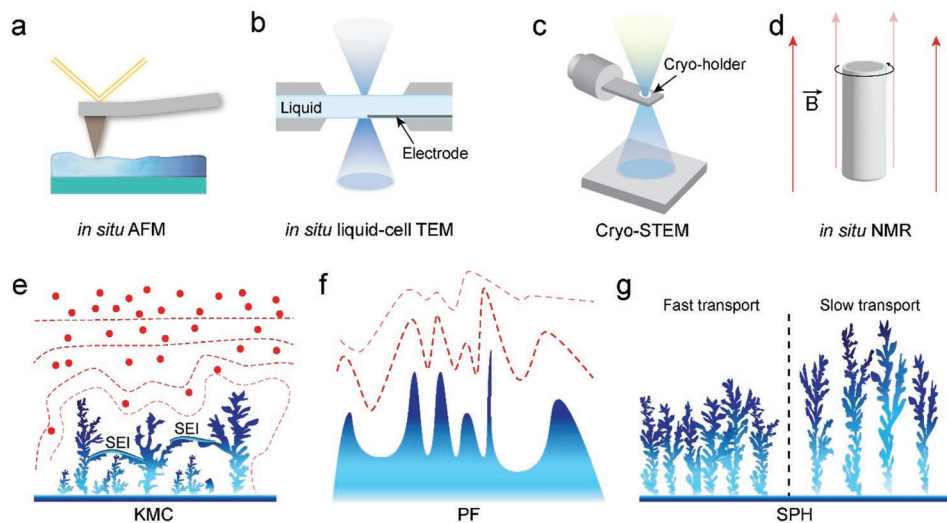 a
b
c
d
Liquid
Electrode
Cryo-holder
B
in situ AFM
in situ liquid-cell TEM
Cryo-STEM
in situ NMR
e
f
g
Fast transport
Slow transport
SEI
SEI
KMC
PF
SPH